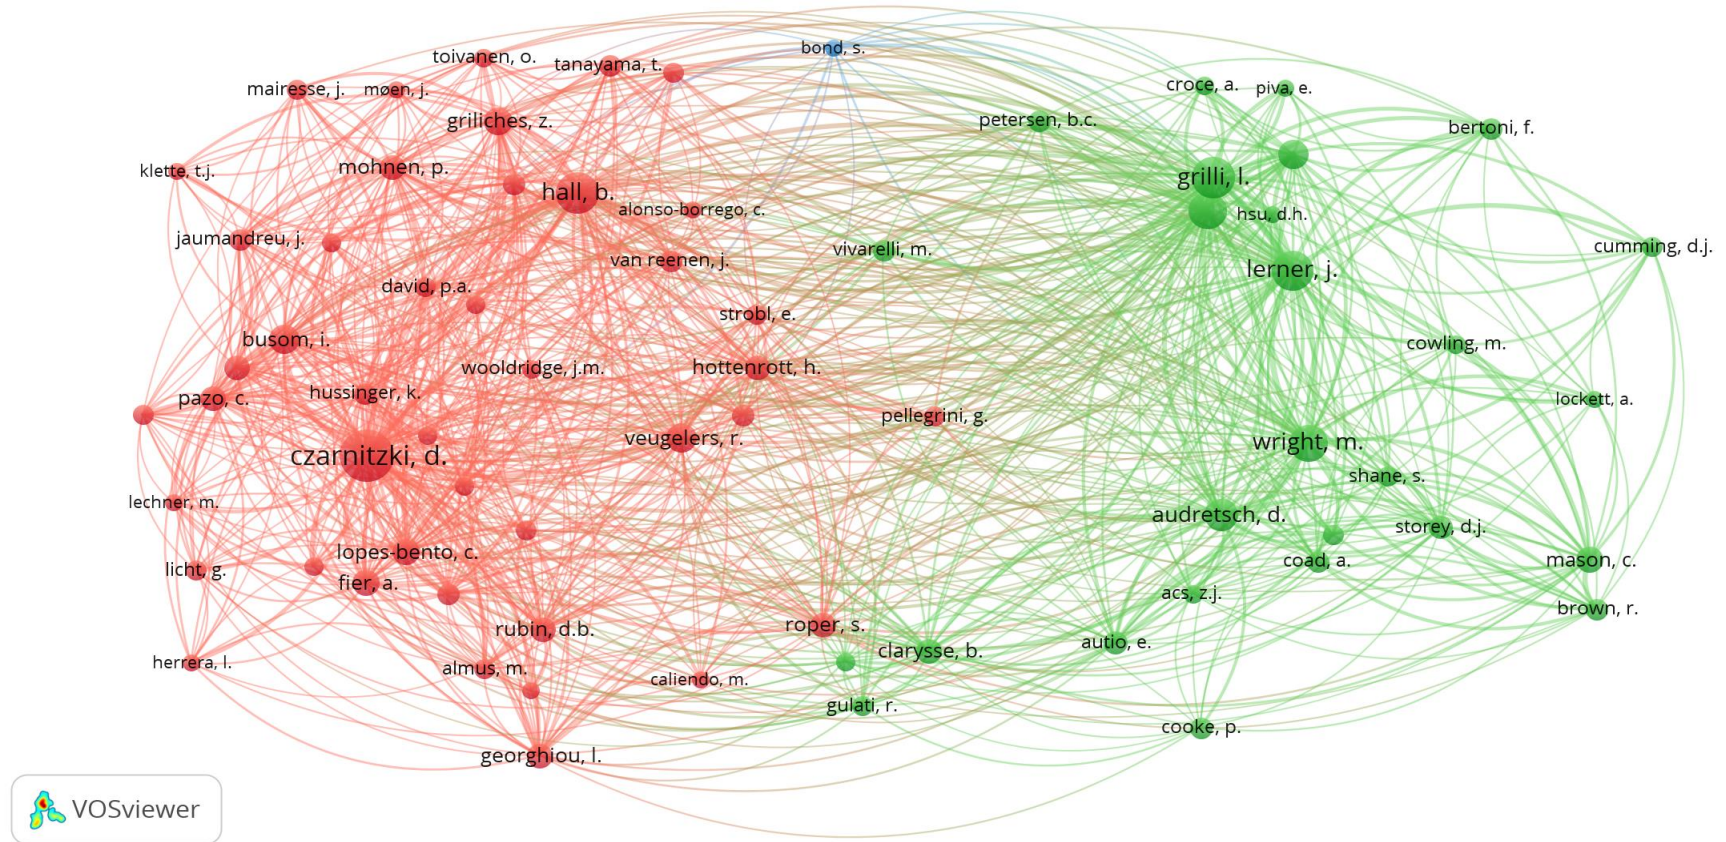 bond, s.
toivanen, o.
tanayama, t.
mairesse, j.
møen, j.
croce, a.
piva, e.
griliches, z.
petersen, b.c.
bertoni, f.
klette, t.j.
mohnen, p.
hall, b.
grilli, l.
alonso-borrego, c.
hsu, d.h.
jaumandreu, j.
van reenen, j.
vivarelli, m.
cumming, d.j.
lerner, j.
david, p.a.
strobl, e.
busom, i.
cowling, m.
wooldridge, j.m.
hottenrott, h.
pazo, c.
hussinger, k.
lockett, a.
pellegrini, g.
veugelers, r.
wright, m.
czarnitzki, d.
shane, s.
lechner, m.
audretsch, d.
storey, d.j.
lopes-bento, c.
coad, a.
mason, c.
licht, g.
fier, a.
acs, z.j.
brown, r.
rubin, d.b.
roper, s.
autio, e.
clarysse, b.
herrera, l.
almus, m.
caliendo, m.
gulati, r.
cooke, p.
georghiou, l.
VOSviewer